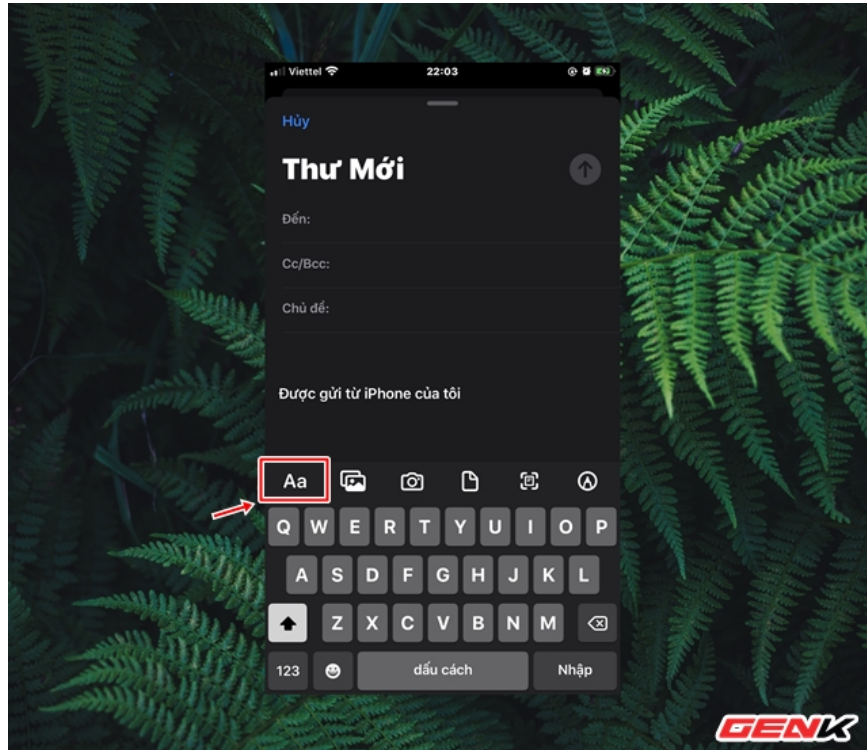 Viettel 22:03
Hủy
Thư Mới
Đến:
Cc/Bcc:
Chủ đề:
Được gửi từ iPhone của tôi
Aa
Q W E R T Y U I O P
A S D F G H J K L
Z X C V B N M
123 dấu cách Nhập
GENK